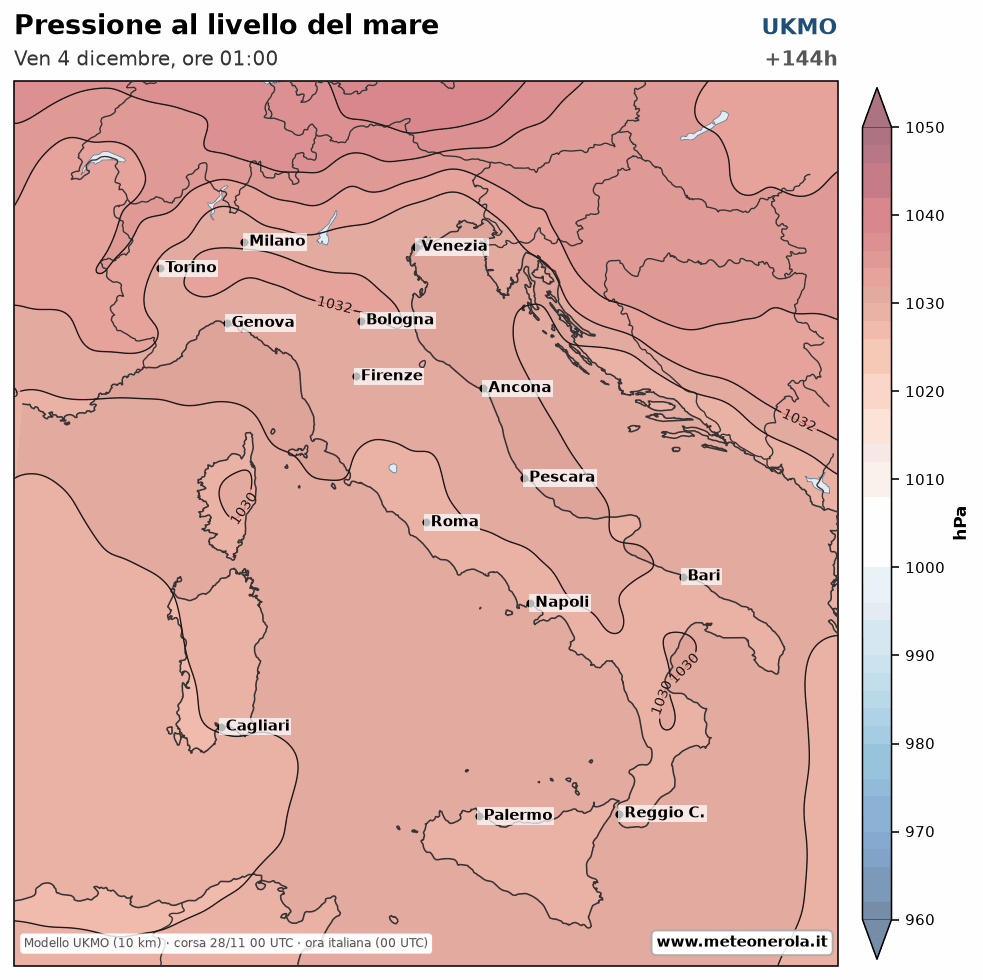 Pressione al livello del mare
UKMO
Ven 4 dicembre, ore 01:00
+144h
1050
1040
1030
1020
1010
1000
990
980
970
960
hPa
Milano
Venezia
Torino
1032
Genova
Bologna
Firenze
Ancona
1032
Pescara
1030
Roma
Bari
Napoli
1030
1030
Cagliari
Palermo
Reggio C.
Modello UKMO (10 km) · corsa 28/11 00 UTC · ora italiana (00 UTC)
www.meteonerola.it